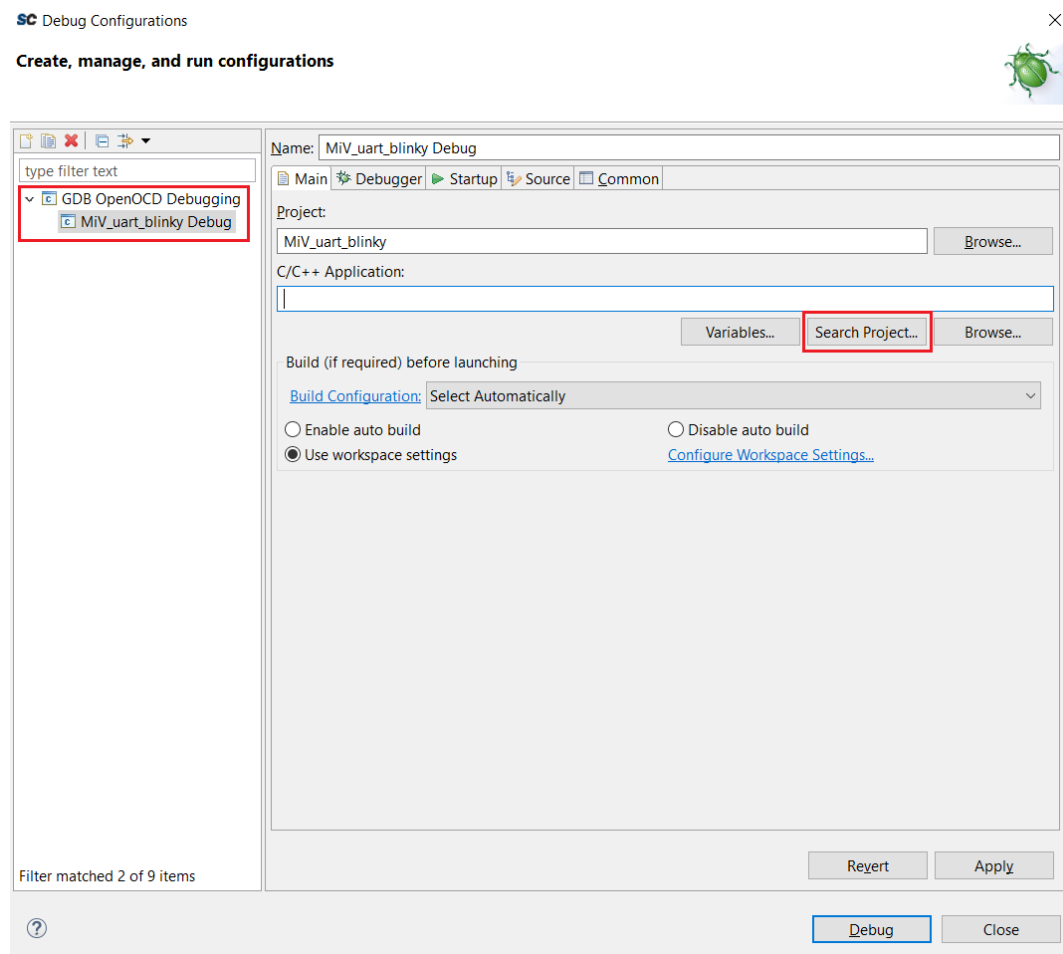 SC Debug Configurations
Create, manage, and run configurations
type filter text
GDB OpenOCD Debugging
MiV_uart_blinky Debug
Filter matched 2 of 9 items
Name: MiV_uart_blinky Debug
Main Debugger Startup Source Common
Project:
MiV_uart_blinky Browse...
C/C++ Application:
Variables... Search Project... Browse...
Build (if required) before launching
Build Configuration: Select Automatically
Enable auto build Disable auto build
Use workspace settings Configure Workspace Settings...
Revert Apply
? Debug Close